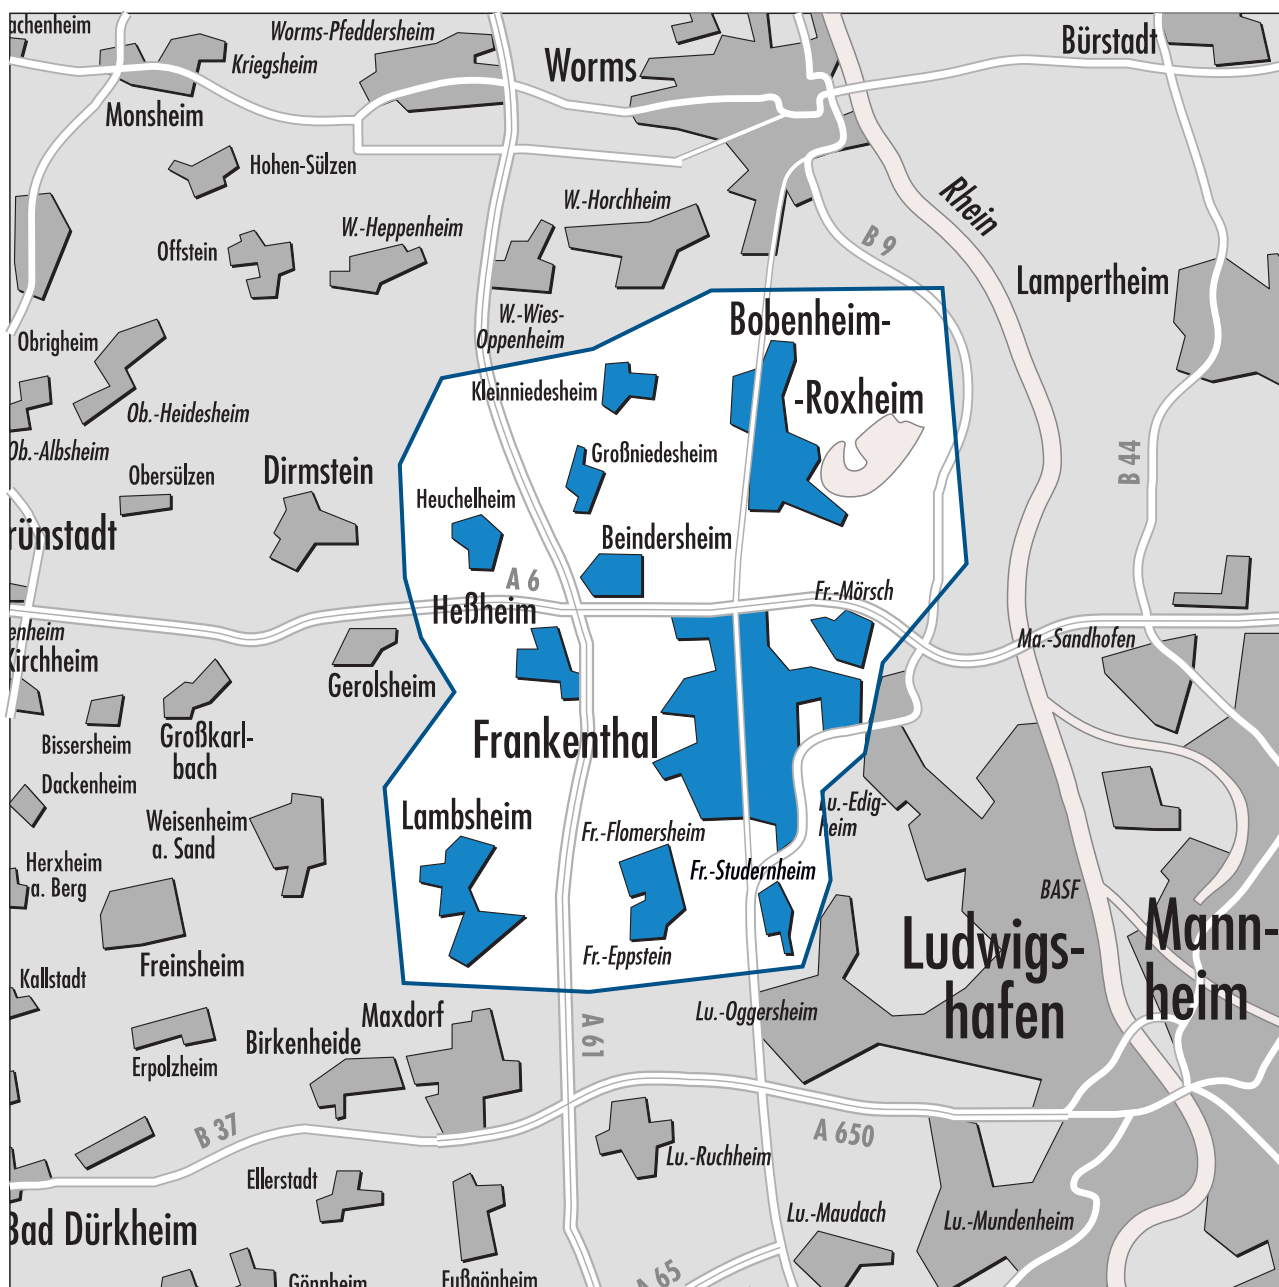 achenheim
Worms-Pfeddersheim
Kriegsheim
Worms
Bürstadt
Monsheim
Hohen-Sülzen
Rhein
W.-Horchheim
W.-Heppenheim
Offstein
B 9
Lampertheim
W.-Wies-
Oppenheim
Bobenheim-
-Roxheim
Obrigheim
Kleinniedesheim
Ob.-Heidesheim
Ob.-Albsheim
Großniedesheim
B 44
Obersülzen
Dirmstein
Heuchelheim
rünstadt
Beindersheim
A 6
Fr.-Mörsch
Heßheim
enheim
Kirchheim
Ma.-Sandhofen
Gerolsheim
Bissersheim
Großkarl-
bach
Frankenthal
Dackenheim
Weisenheim
a. Sand
Lambsheim
Lu.-Edig-
heim
Fr.-Flomersheim
Herxheim
a. Berg
Fr.-Studernheim
BASF
Ludwigs-
hafen
Mann-
heim
Freinsheim
Fr.-Eppstein
Kallstadt
Maxdorf
Lu.-Oggersheim
Birkenheide
A 61
Erpolzheim
B 37
A 650
Lu.-Ruchheim
Ellerstadt
Lu.-Maudach
Lu.-Mundenheim
Bad Dürkheim
A 65
Gönnheim
Fußgönheim